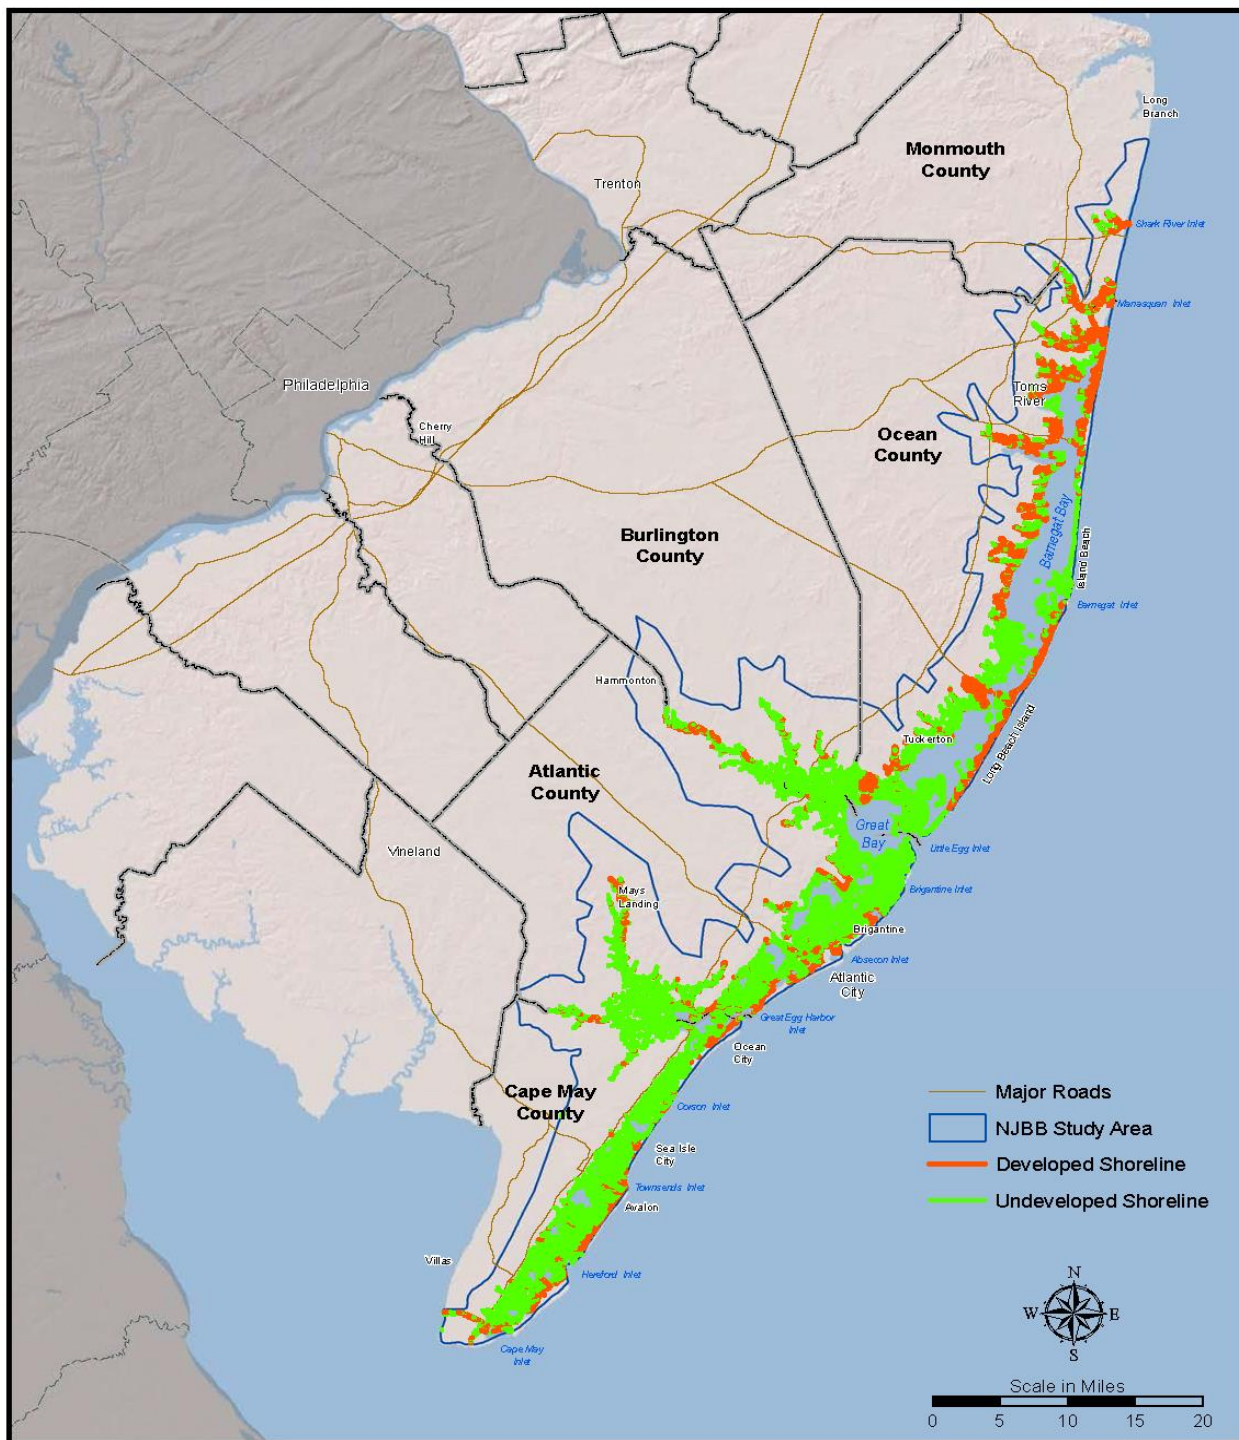 Long
Branch
Monmouth
County
Trenton
Shark River Inlet
Manasquan Inlet
Philadelphia
Toms
River
Cherry
Hill
Ocean
County
Barnegat Bay
Burlington
County
Island Beach
Barnegat Inlet
Hammonton
Long Beach Island
Tuckerton
Atlantic
County
Great
Bay
Vineland
Little Egg Inlet
Mays
Landing
Brigantine Inlet
Brigantine
Absecon Inlet
Atlantic
City
Great Egg Harbor
Inlet
Ocean
City
Cape May
County
Corson Inlet
Sea Isle
City
Townsends Inlet
Avalon
Villas
Hereford Inlet
Cape May
Inlet
Major Roads
NJBB Study Area
Developed Shoreline
Undeveloped Shoreline
N
W E
S
Scale in Miles
0 5 10 15 20